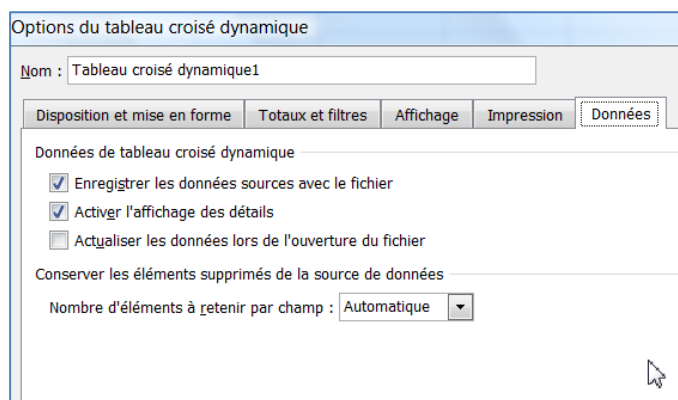 Options du tableau croisé dynamique
Nom : Tableau croisé dynamique1
Disposition et mise en forme Totaux et filtres Affichage Impression Données
Données de tableau croisé dynamique
Enregistrer les données sources avec le fichier
Activer l'affichage des détails
Actualiser les données lors de l'ouverture du fichier
Conserver les éléments supprimés de la source de données
Nombre d'éléments à retenir par champ : Automatique